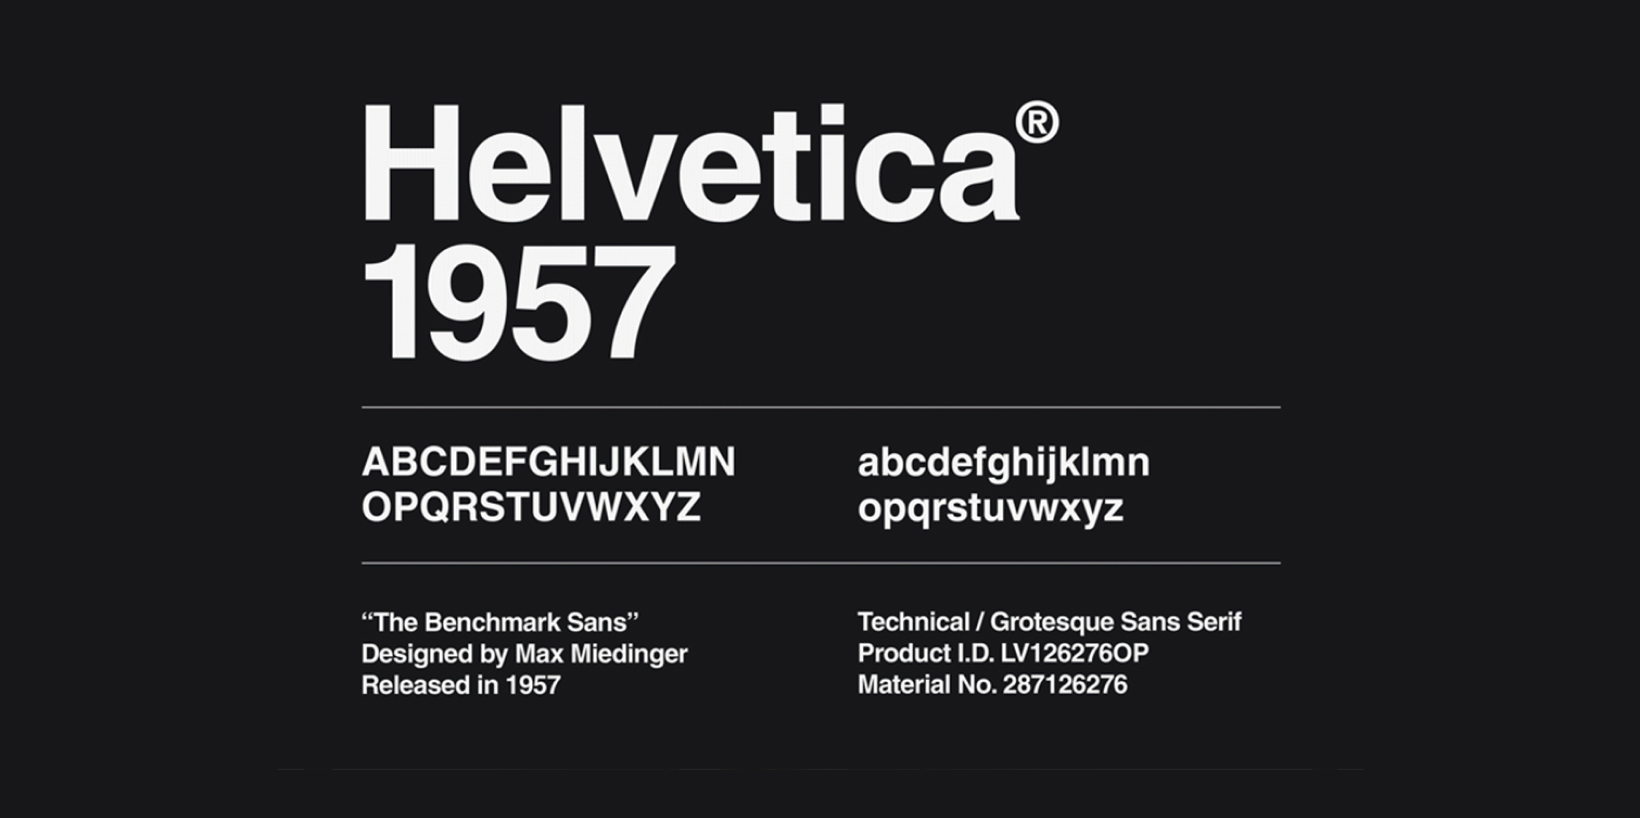 Helvetica®
1957
ABCDEFGHIJKLMN
OPQRSTUVWXYZ
abcdefghijklmn
opqrstuvwxyz
“The Benchmark Sans”
Designed by Max Miedinger
Released in 1957
Technical / Grotesque Sans Serif
Product I.D. LV126276OP
Material No. 287126276